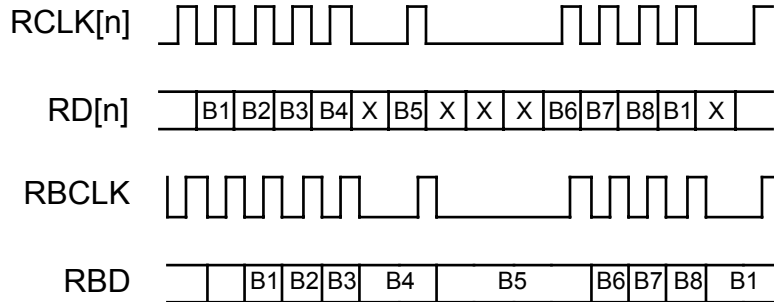 RCLK[n]
RD[n] B1 B2 B3 B4 X B5 X X X B6 B7 B8 B1 X
RBCLK
RBD B1 B2 B3 B4 B5 B6 B7 B8 B1